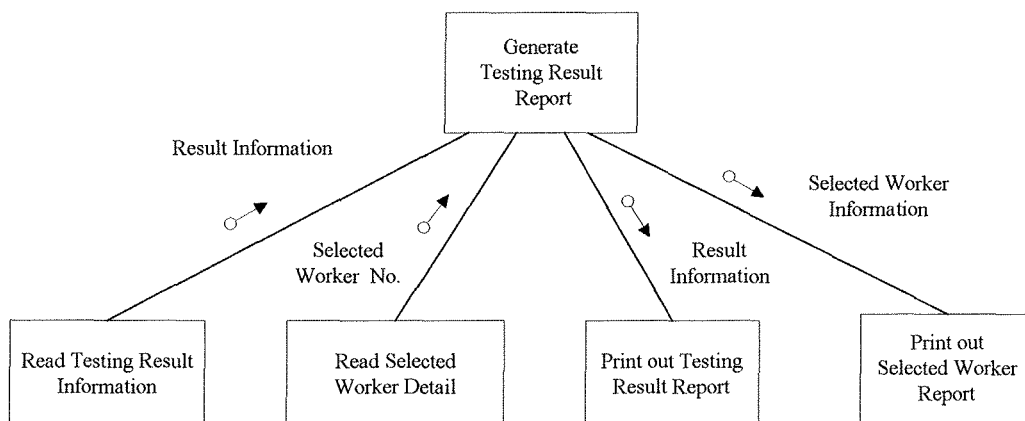 Generate
Testing Result
Report
Result Information
Selected Worker
Information
Selected
Worker No.
Result
Information
Read Testing Result
Information
Read Selected
Worker Detail
Print out Testing
Result Report
Print out
Selected Worker
Report